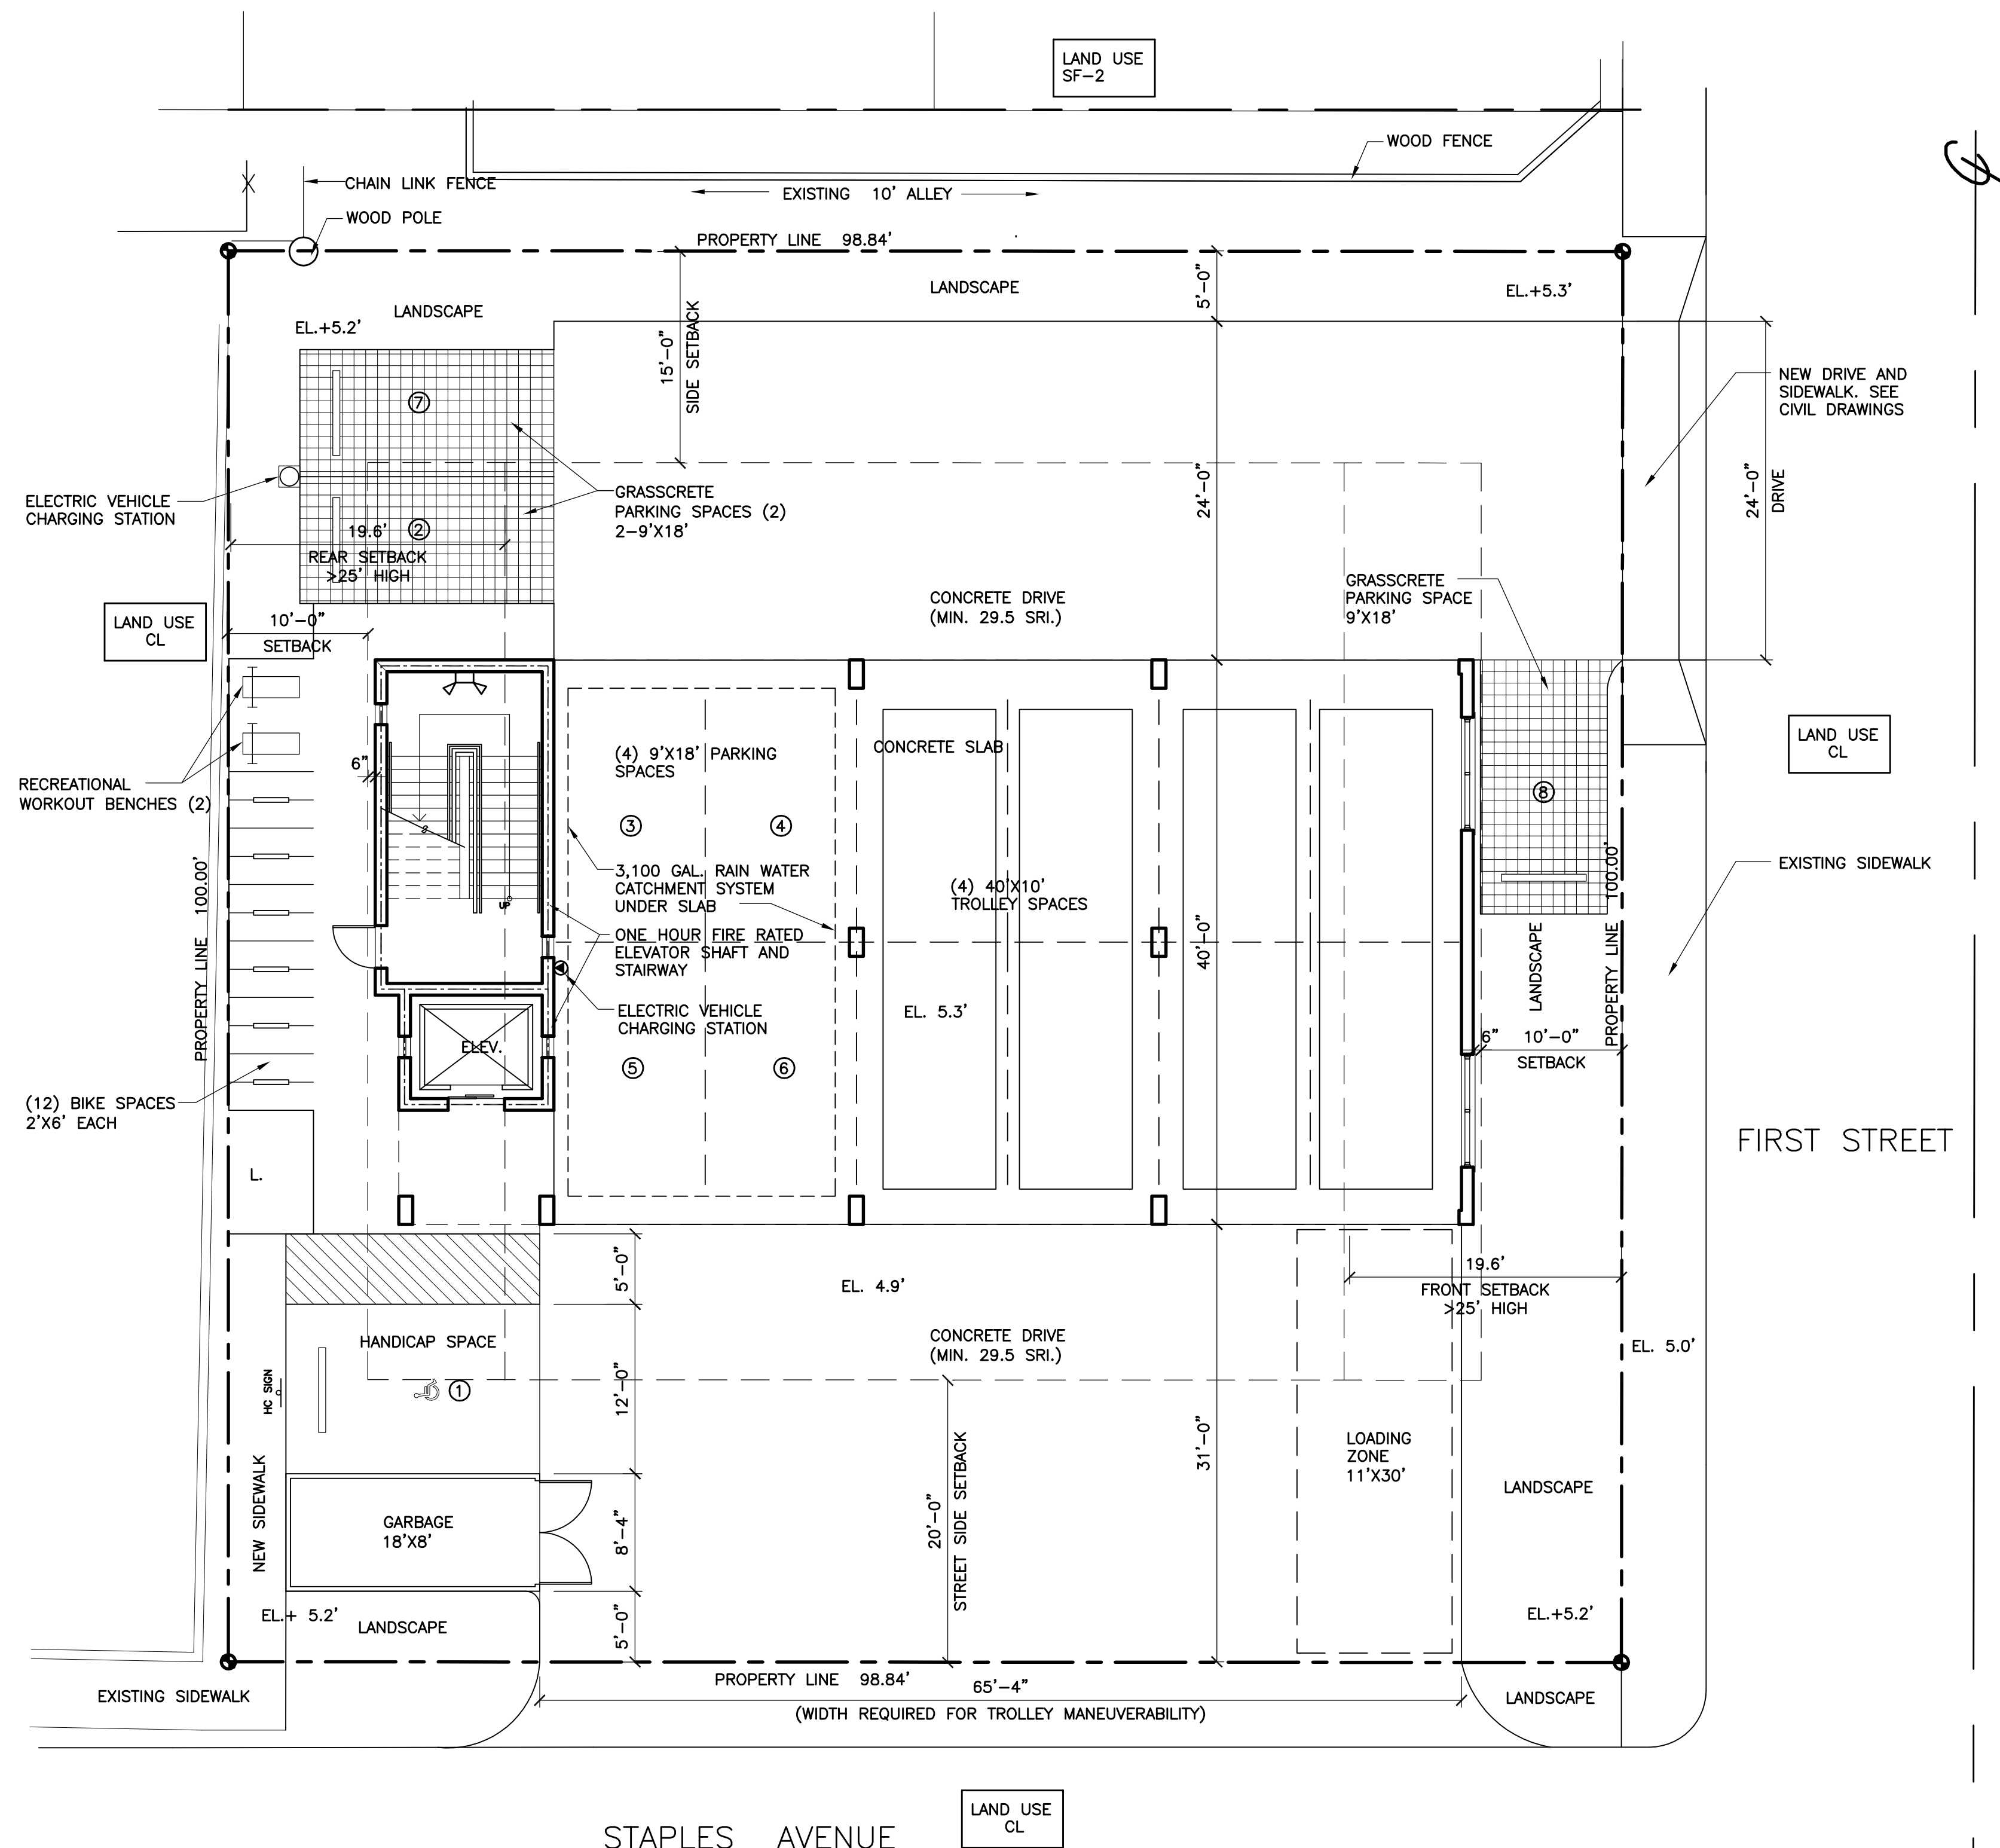 LAND USE
SF-2
WOOD FENCE
CHAIN LINK FENCE
EXISTING 10' ALLEY
WOOD POLE
PROPERTY LINE 98.84'
LANDSCAPE
5'-0"
EL.+5.3'
LANDSCAPE
EL.+5.2'
15'-0"
SIDE SETBACK
NEW DRIVE AND
SIDEWALK. SEE
CIVIL DRAWINGS
7
24'-0"
24'-0"
DRIVE
ELECTRIC VEHICLE
CHARGING STATION
GRASSCRETE
PARKING SPACES (2)
2-9'X18'
19.6'
2
REAR SETBACK
>25' HIGH
GRASSCRETE
PARKING SPACE
9'X18'
CONCRETE DRIVE
(MIN. 29.5 SRI.)
LAND USE
CL
10'-0"
SETBACK
LAND USE
CL
(4) 9'X18' PARKING
SPACES
CONCRETE SLAB
6"
RECREATIONAL
WORKOUT BENCHES (2)
8
3
4
8
PROPERTY LINE 100.00'
3,100 GAL. RAIN WATER
CATCHMENT SYSTEM
UNDER SLAB
UP
(4) 40'X10'
TROLLEY SPACES
EXISTING SIDEWALK
PROPERTY LINE 100.00'
LANDSCAPE
40'-0"
ONE HOUR FIRE RATED
ELEVATOR SHAFT AND
STAIRWAY
ELECTRIC VEHICLE
CHARGING STATION
EL. 5.3'
ELEV.
6"
10'-0"
SETBACK
5
6
(12) BIKE SPACES
2'X6' EACH
FIRST STREET
L.
5'-0"
EL. 4.9'
19.6'
FRONT SETBACK
>25' HIGH
HANDICAP SPACE
CONCRETE DRIVE
(MIN. 29.5 SRI.)
EL. 5.0'
HC SIGN
1
12'-0"
31'-0"
LOADING
ZONE
11'X30'
NEW SIDEWALK
20'-0"
STREET SIDE SETBACK
LANDSCAPE
GARBAGE
18'X8'
8'-4"
EL.+ 5.2'
LANDSCAPE
5'-0"
EL.+5.2'
PROPERTY LINE 98.84'
65'-4"
(WIDTH REQUIRED FOR TROLLEY MANEUVERABILITY)
EXISTING SIDEWALK
LANDSCAPE
LAND USE
CL
STAPLES AVENUE